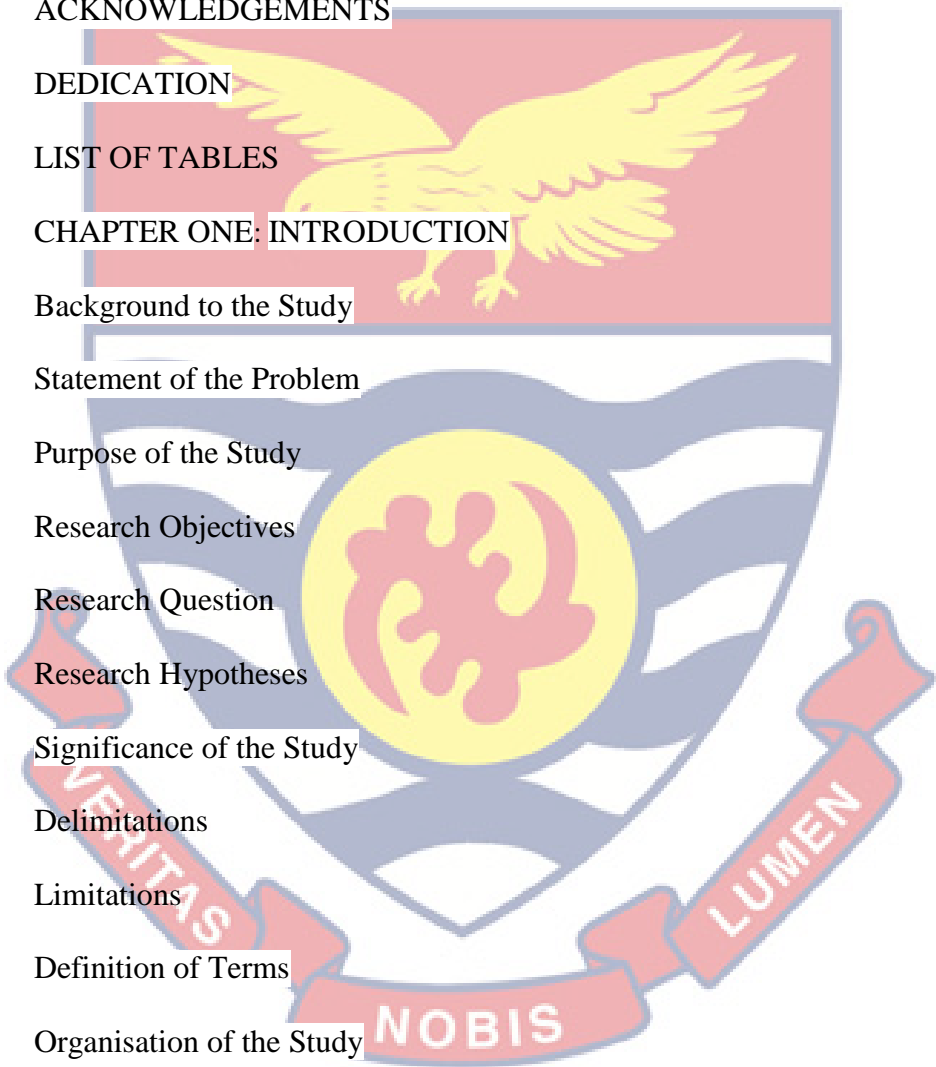 ACKNOWLEDGEMENTS
DEDICATION
LIST OF TABLES
CHAPTER ONE: INTRODUCTION
Background to the Study
Statement of the Problem
Purpose of the Study
Research Objectives
Research Question
Research Hypotheses
Significance of the Study
Delimitations
Limitations
Definition of Terms
Organisation of the Study
VERITAS NOBIS LUMEN